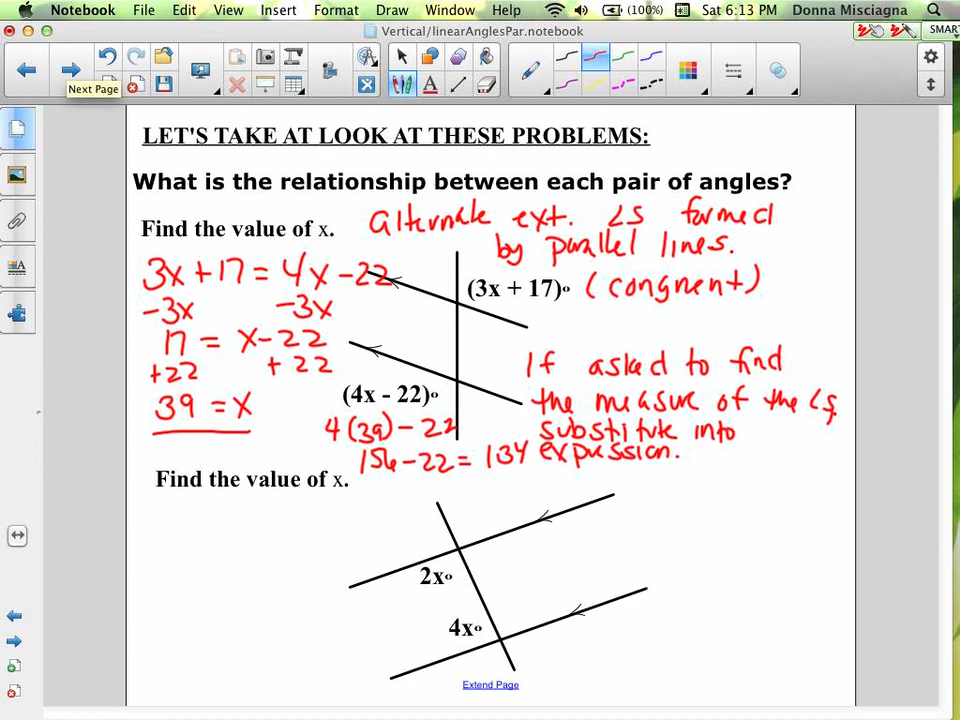 Notebook File Edit View Insert Format Draw Window Help (100%) Sat 6:13 PM Donna Misciagna
Vertical/linearAnglesPar.notebook
SMAR
Next Page
LET'S TAKE AT LOOK AT THESE PROBLEMS:
What is the relationship between each pair of angles?
Find the value of x.
alternate ext. ∠s formed
by parallel lines.
(congruent)
(3x + 17)°
3x + 17 = 4x - 22
-3x -3x
17 = x - 22
+22 +22
39 = x
(4x - 22)°
4(39) - 22
156 - 22 = 134
If asked to find
the measure of the ∠s,
substitute into
expression.
Find the value of x.
2x°
4x°
Extend Page